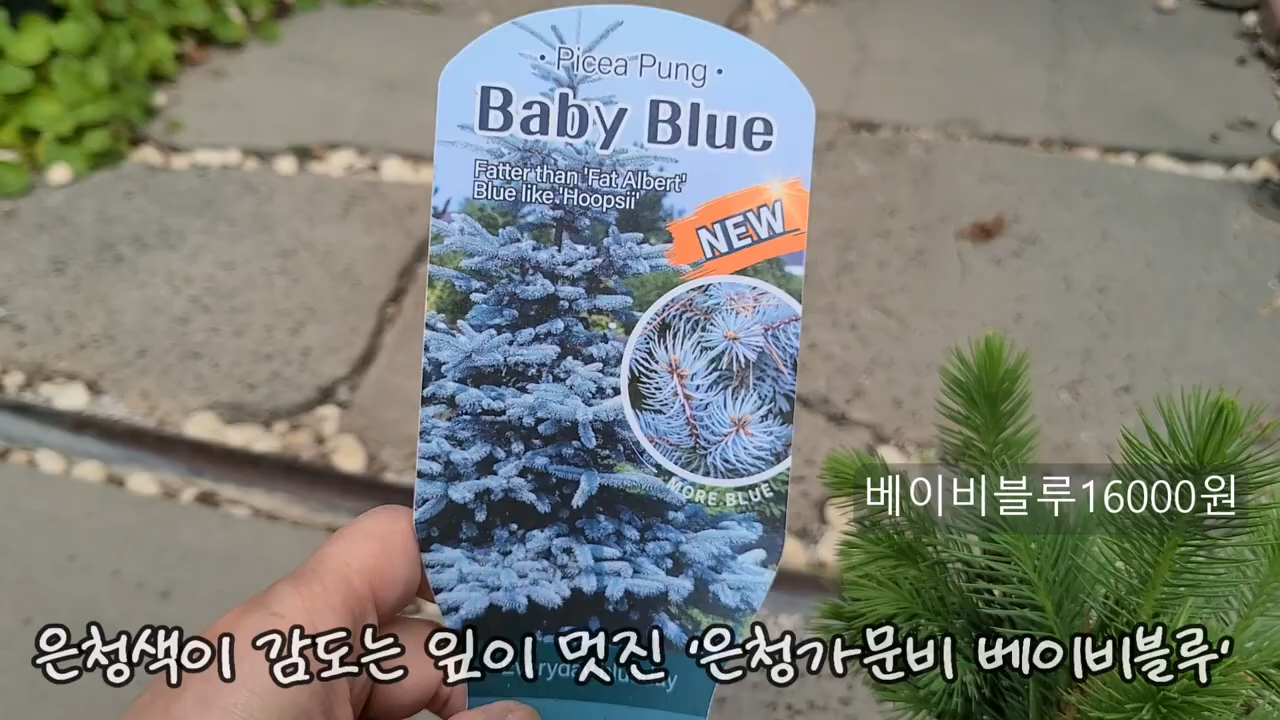 · Picea Pung ·
Baby Blue
Fatter than 'Fat Albert'
Blue like 'Hoopsii'
NEW
MORE BLUE
베이비블루16000원
은청색이 감도는 잎이 멋진 '은청가문비 베이비블루'